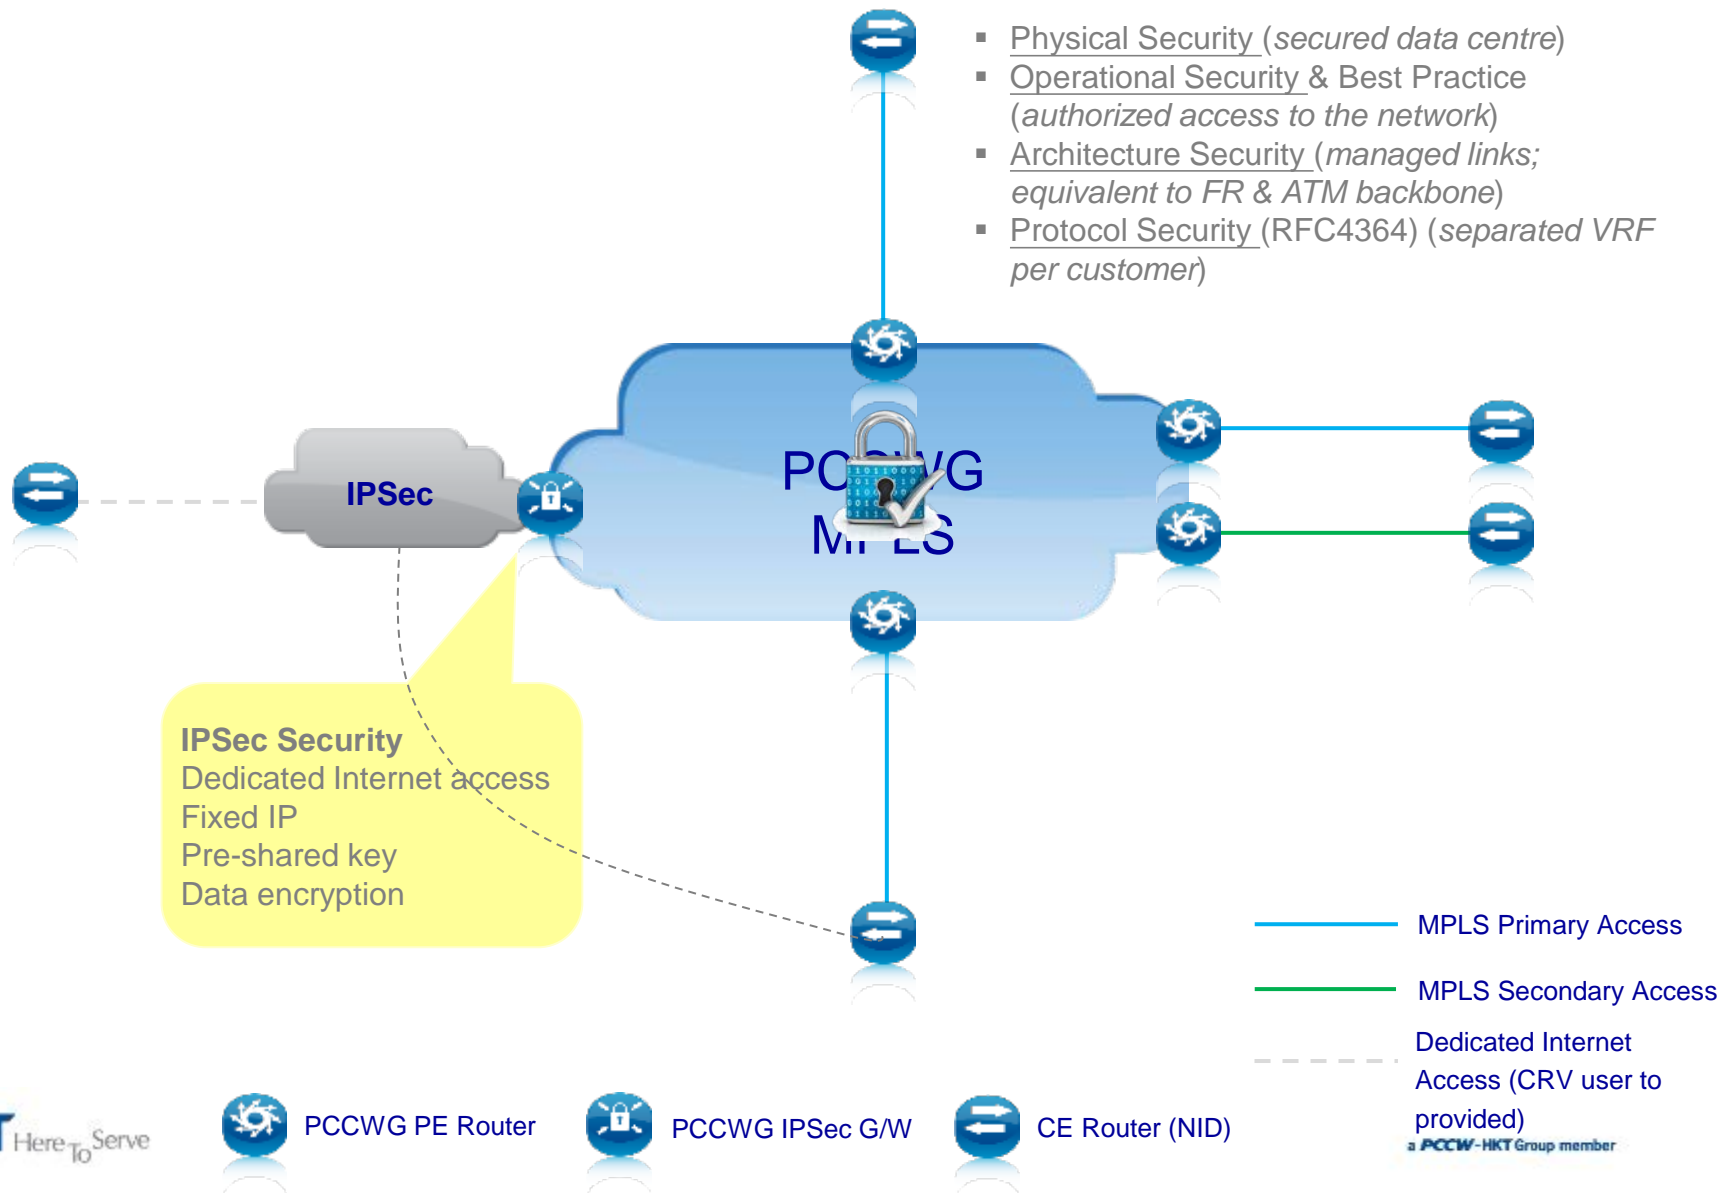 ▪ Physical Security (secured data centre)
▪ Operational Security & Best Practice
(authorized access to the network)
▪ Architecture Security (managed links;
equivalent to FR & ATM backbone)
▪ Protocol Security (RFC4364) (separated VRF
per customer)
IPSec
PCCWG
MPLS
IPSec Security
Dedicated Internet access
Fixed IP
Pre-shared key
Data encryption
MPLS Primary Access
MPLS Secondary Access
Dedicated Internet
Access (CRV user to
provided)
PCCWG PE Router
PCCWG IPSec G/W
CE Router (NID)
Here To Serve
a PCCW-HKT Group member